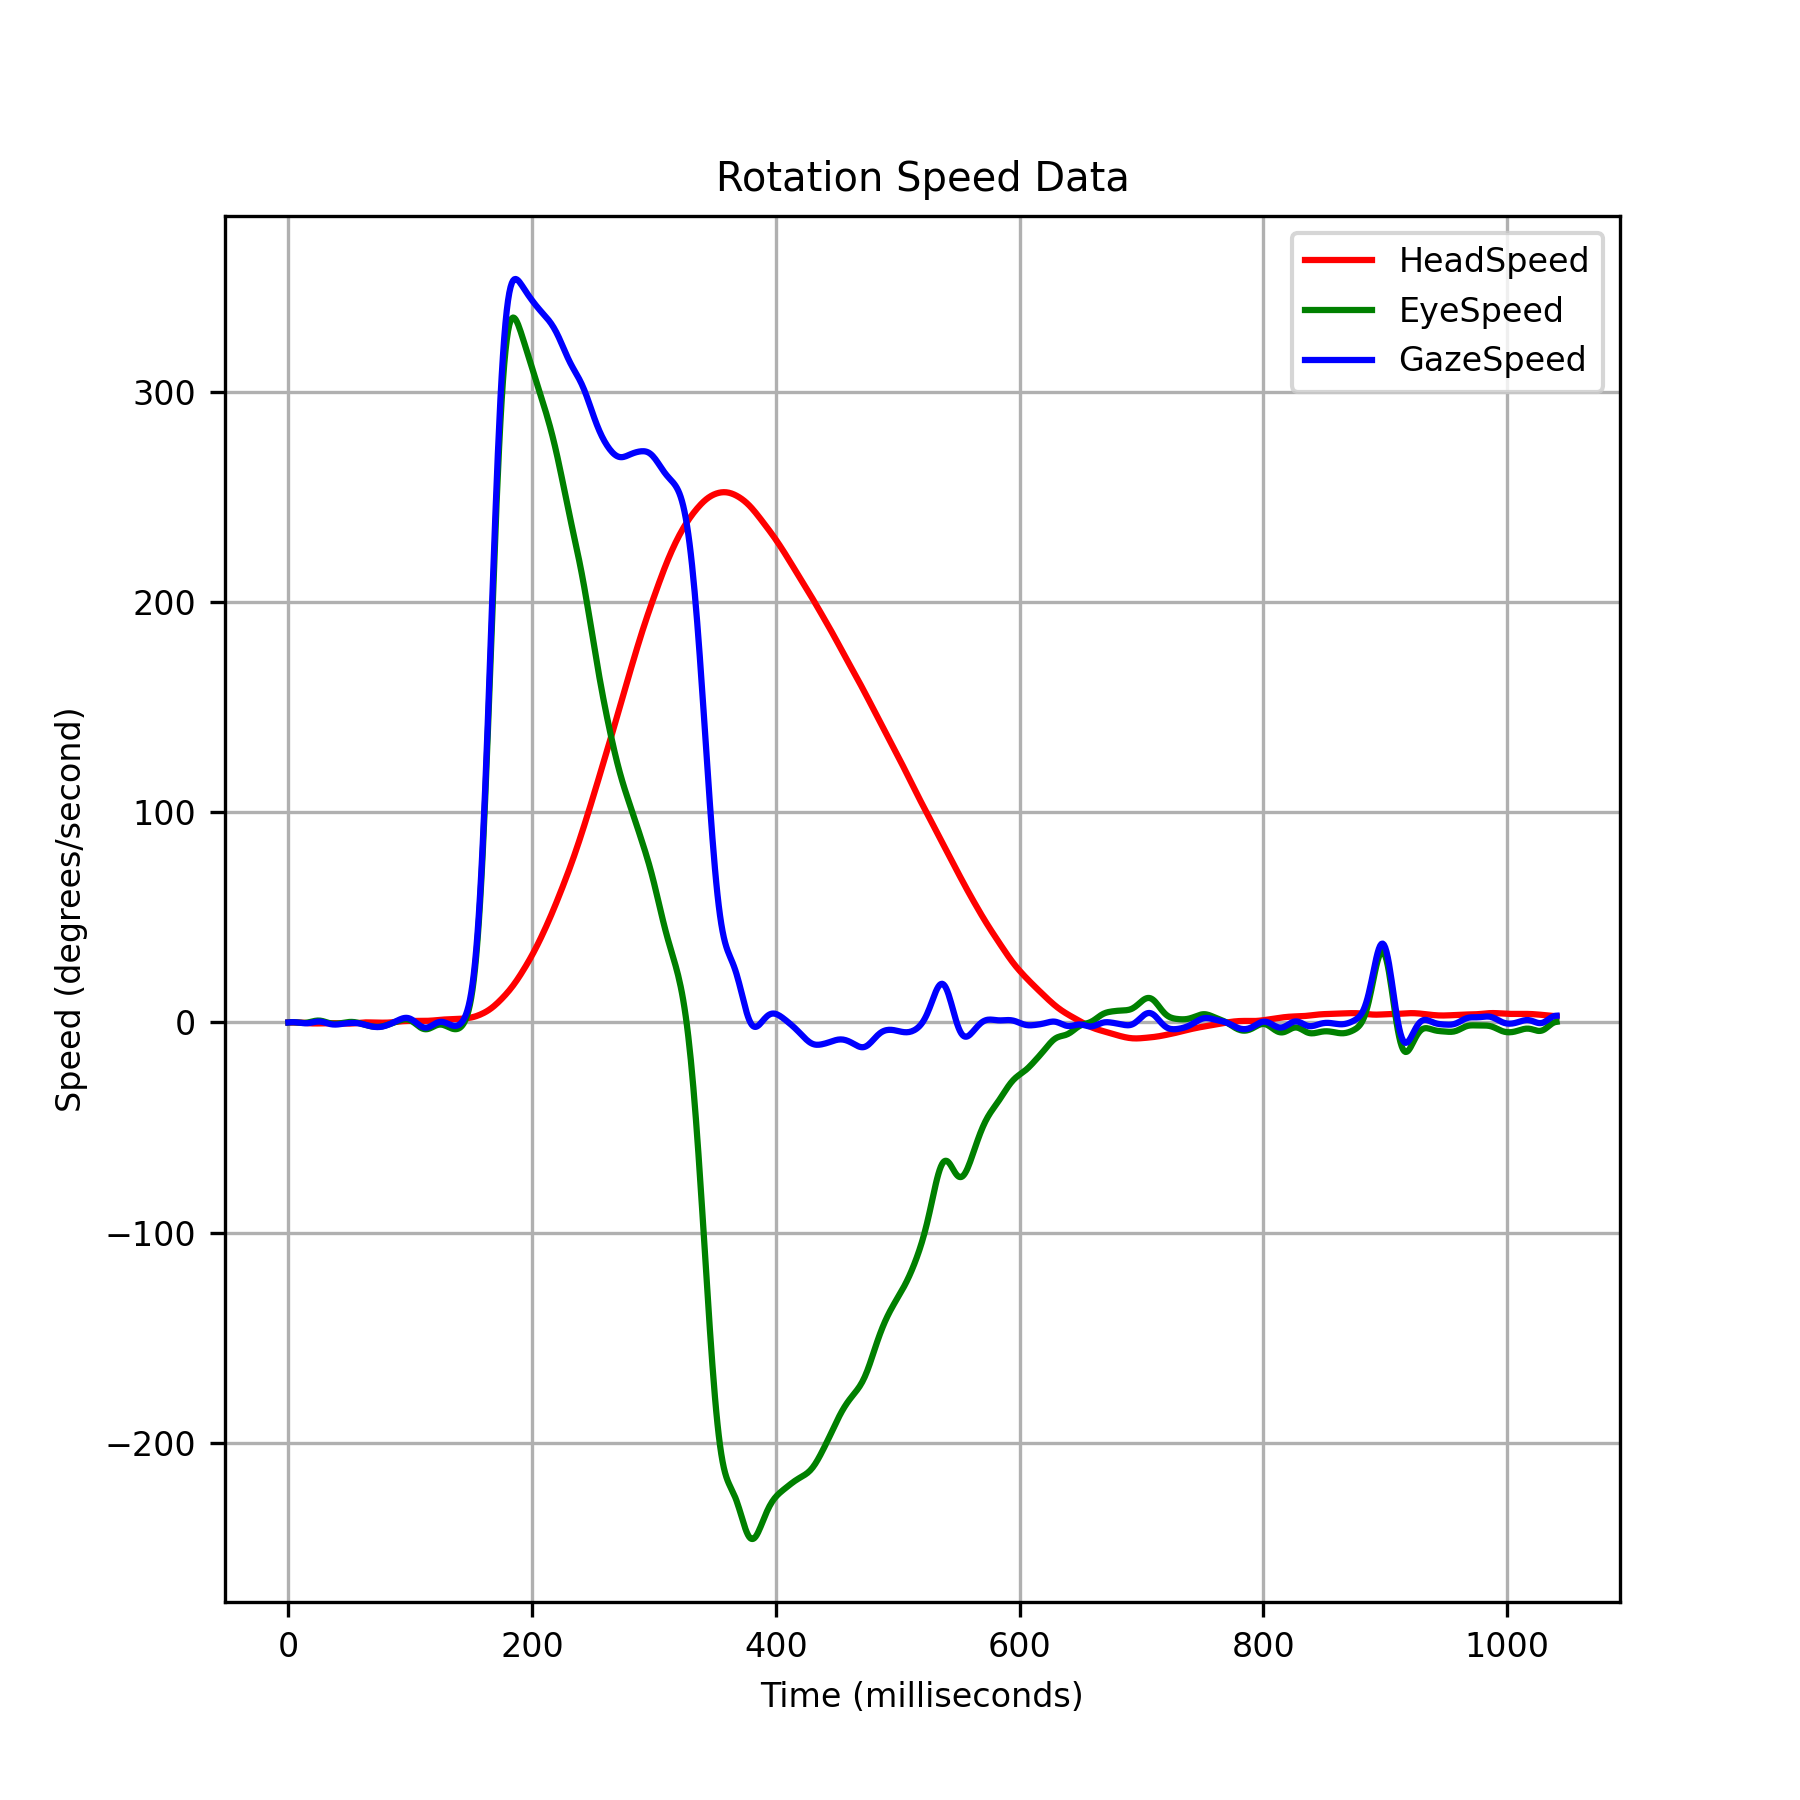 Rotation Speed Data
HeadSpeed
EyeSpeed
GazeSpeed
Speed (degrees/second)
300
200
100
0
−100
−200
0 200 400 600 800 1000
Time (milliseconds)